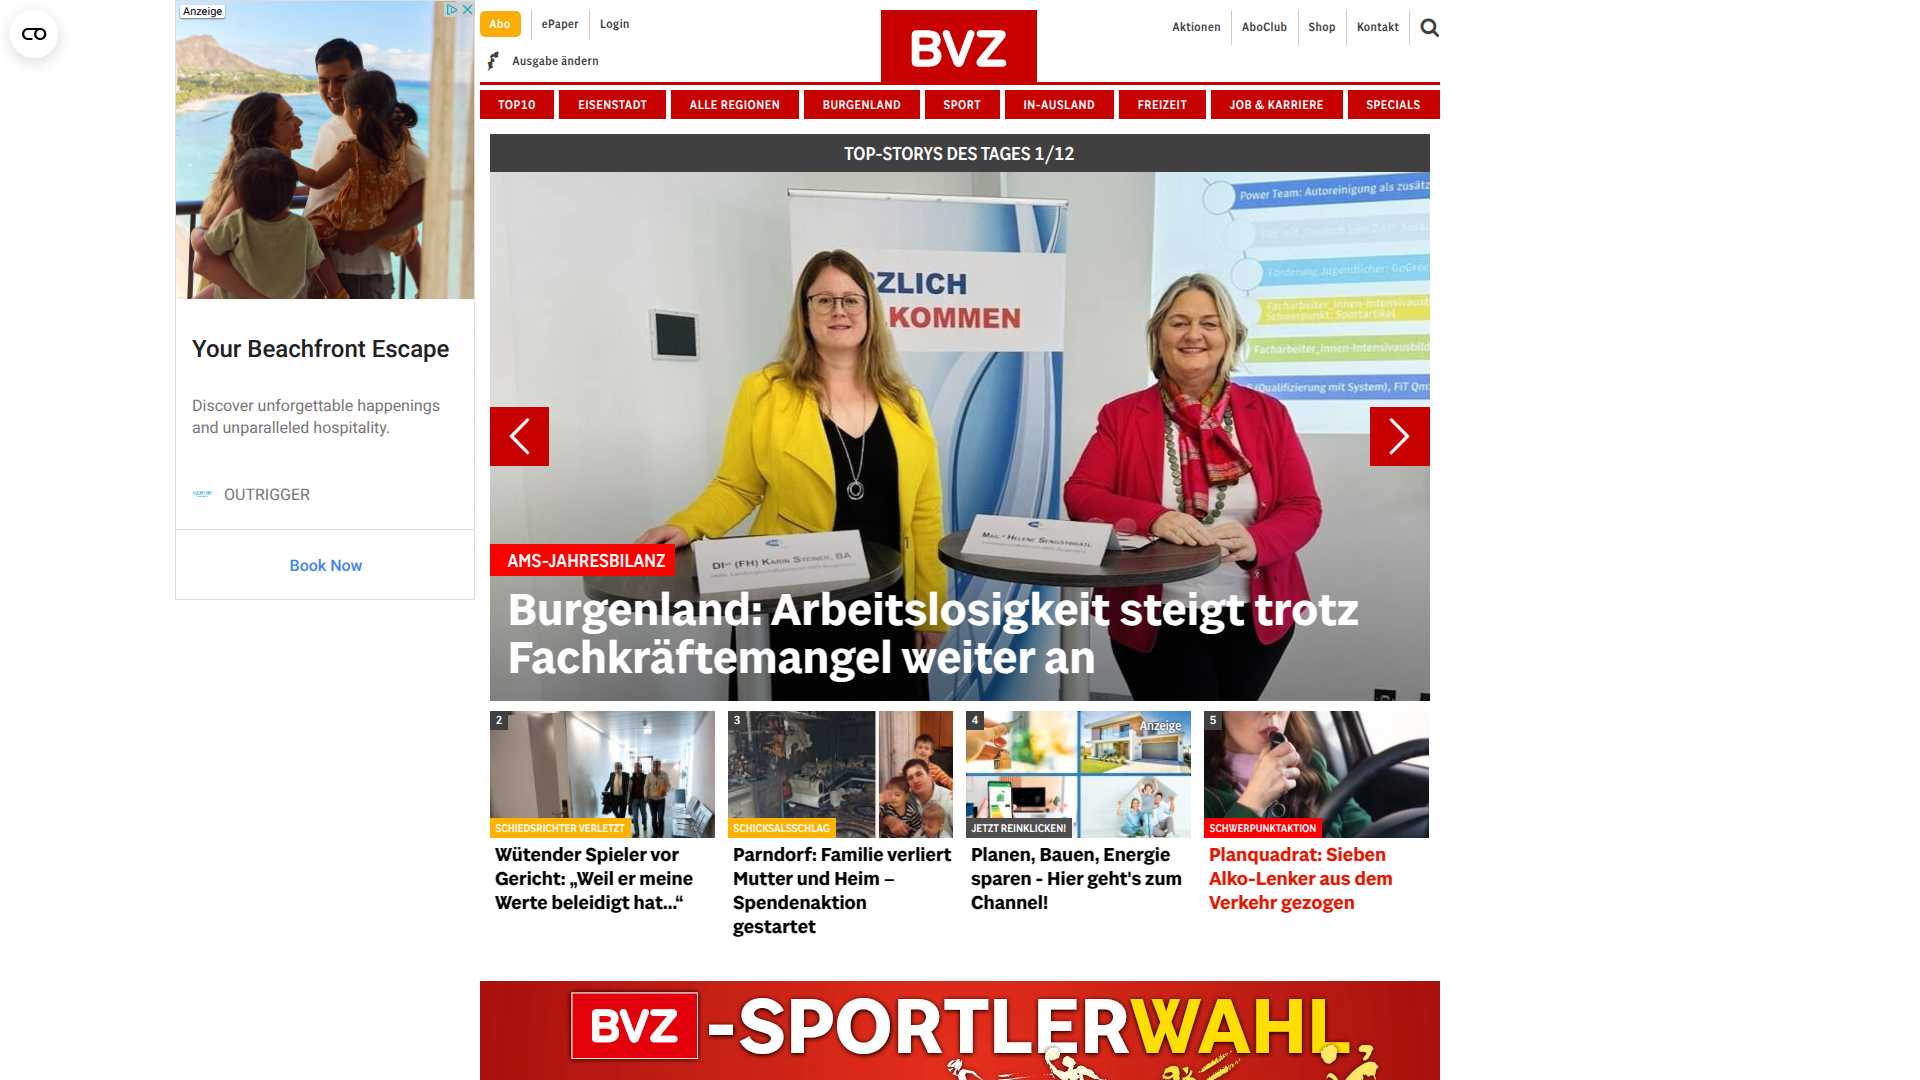 Anzeige
Your Beachfront Escape
Discover unforgettable happenings
and unparalleled hospitality.
OUTRIGGER
Book Now
Abo
ePaper
Login
Ausgabe ändern
BVZ
Aktionen
AboClub
Shop
Kontakt
TOP10
EISENSTADT
ALLE REGIONEN
BURGENLAND
SPORT
IN-AUSLAND
FREIZEIT
JOB & KARRIERE
SPECIALS
TOP-STORYS DES TAGES 1/12
Power Team: Autoreinigung als zusätz
ZLICH
KOMMEN
Förderung Jugendlicher: GoGree
Facharbeiter_innen-Intensivausb
Schwerpunkt: Sportartikel
Facharbeiter_innen-Intensivausbild
(Qualifizierung mit System), FiT Qm:
DIin (FH) Karin Steiner, BA
AMS-JAHRESBILANZ
Burgenland: Arbeitslosigkeit steigt trotz
Fachkräftemangel weiter an
2
SCHIEDSRICHTER VERLETZT
Wütender Spieler vor
Gericht: „Weil er meine
Werte beleidigt hat...“
3
SCHICKSALSSCHLAG
Parndorf: Familie verliert
Mutter und Heim –
Spendenaktion
gestartet
4
Anzeige
JETZT REINKLICKEN!
Planen, Bauen, Energie
sparen - Hier geht's zum
Channel!
5
SCHWERPUNKTAKTION
Planquadrat: Sieben
Alko-Lenker aus dem
Verkehr gezogen
BVZ -SPORTLERWAHL